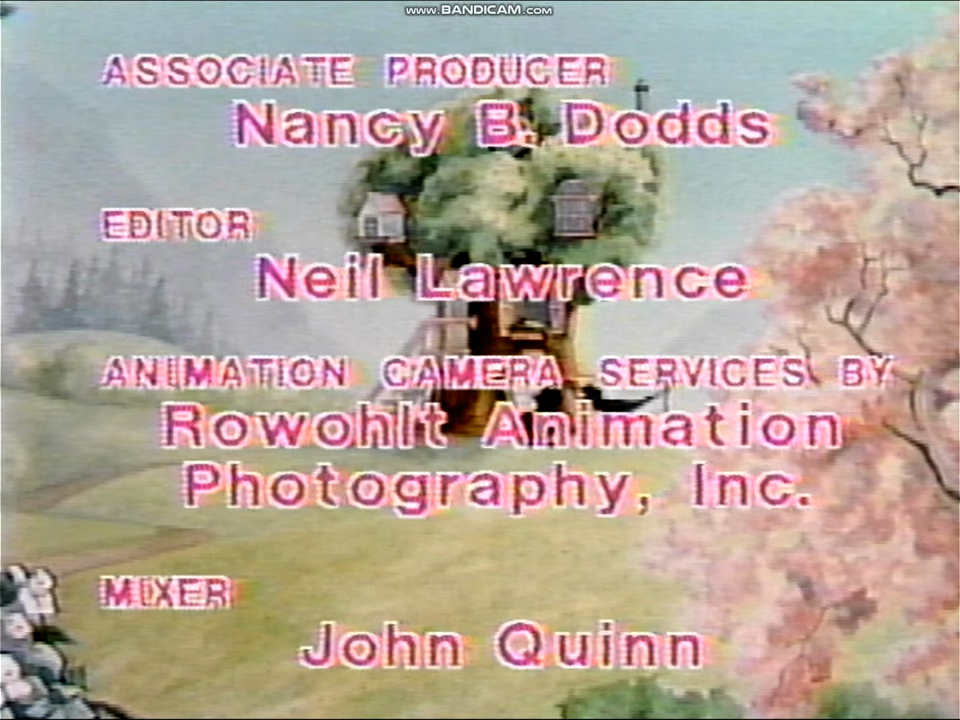 www.BANDICAM.com
ASSOCIATE PRODUCER
Nancy B. Dodds
EDITOR
Neil Lawrence
ANIMATION CAMERA SERVICES BY
Rowohlt Animation
Photography, Inc.
MIXER
John Quinn